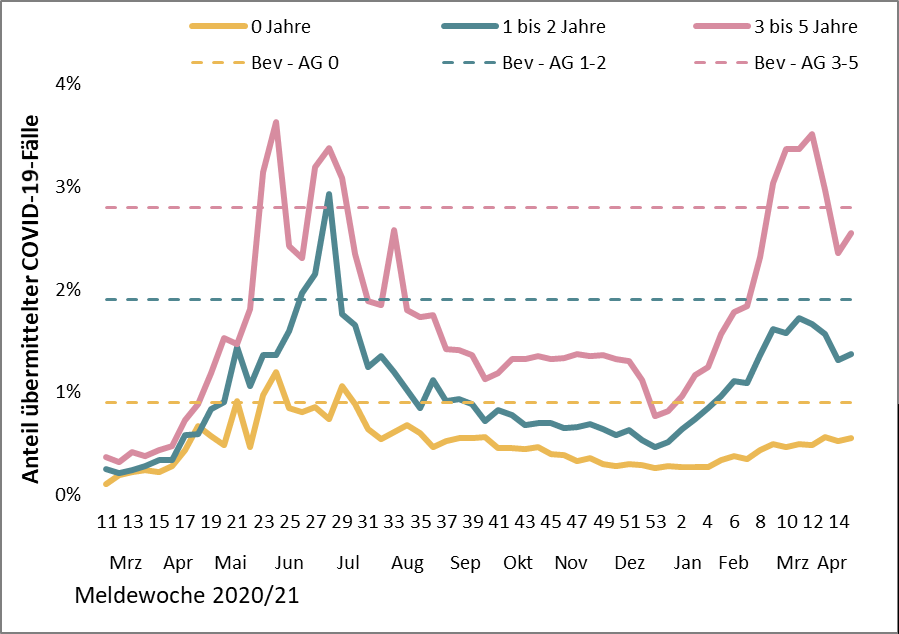 0 Jahre 1 bis 2 Jahre 3 bis 5 Jahre
Bev - AG 0 Bev - AG 1-2 Bev - AG 3-5
Anteil übermittelter COVID-19-Fälle
4%
3%
2%
1%
0%
11 13 15 17 19 21 23 25 27 29 31 33 35 37 39 41 43 45 47 49 51 53 2 4 6 8 10 12 14
Mrz Apr Mai Jun Jul Aug Sep Okt Nov Dez Jan Feb Mrz Apr
Meldewoche 2020/21